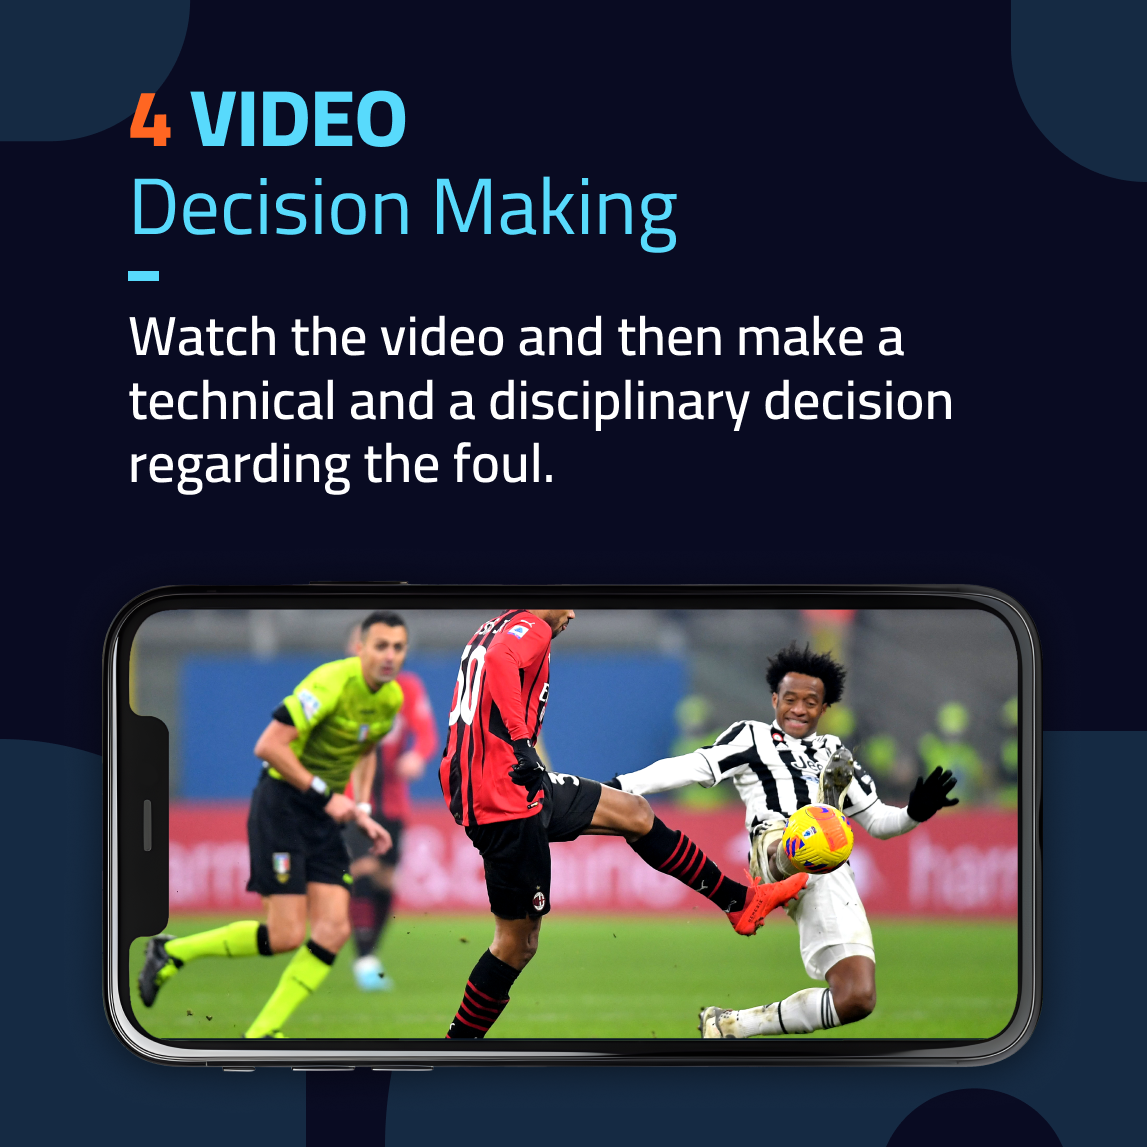 4 VIDEO
Decision Making
Watch the video and then make a
technical and a disciplinary decision
regarding the foul.